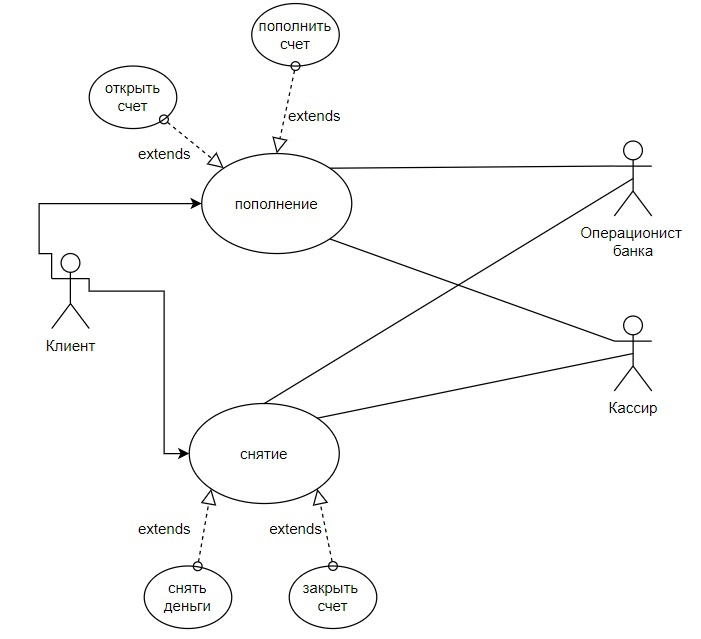 пополнить
счет
открыть
счет
extends
extends
пополнение
Операционист
банка
Клиент
Кассир
снятие
extends
extends
снять
деньги
закрыть
счет